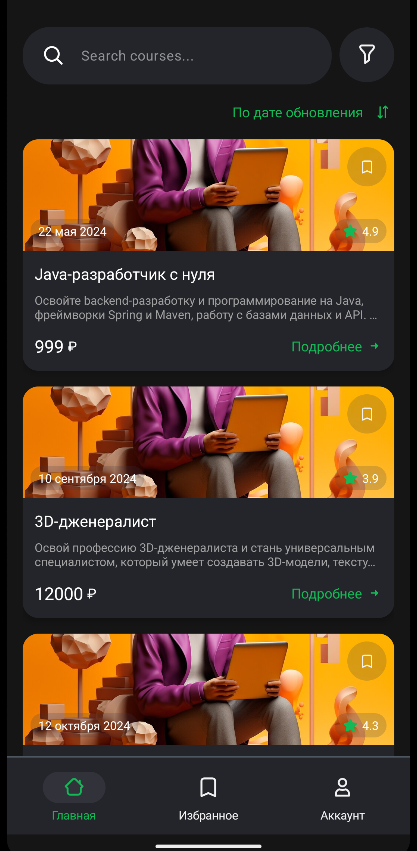 Search courses...
По дате обновления
22 мая 2024
4.9
Java-разработчик с нуля
Освойте backend-разработку и программирование на Java,
фреймворки Spring и Maven, работу с базами данных и API. ...
999 ₽
Подробнее
10 сентября 2024
3.9
3D-дженералист
Освой профессию 3D-дженералиста и стань универсальным
специалистом, который умеет создавать 3D-модели, тексту...
12000 ₽
Подробнее
12 октября 2024
4.3
Главная
Избранное
Аккаунт